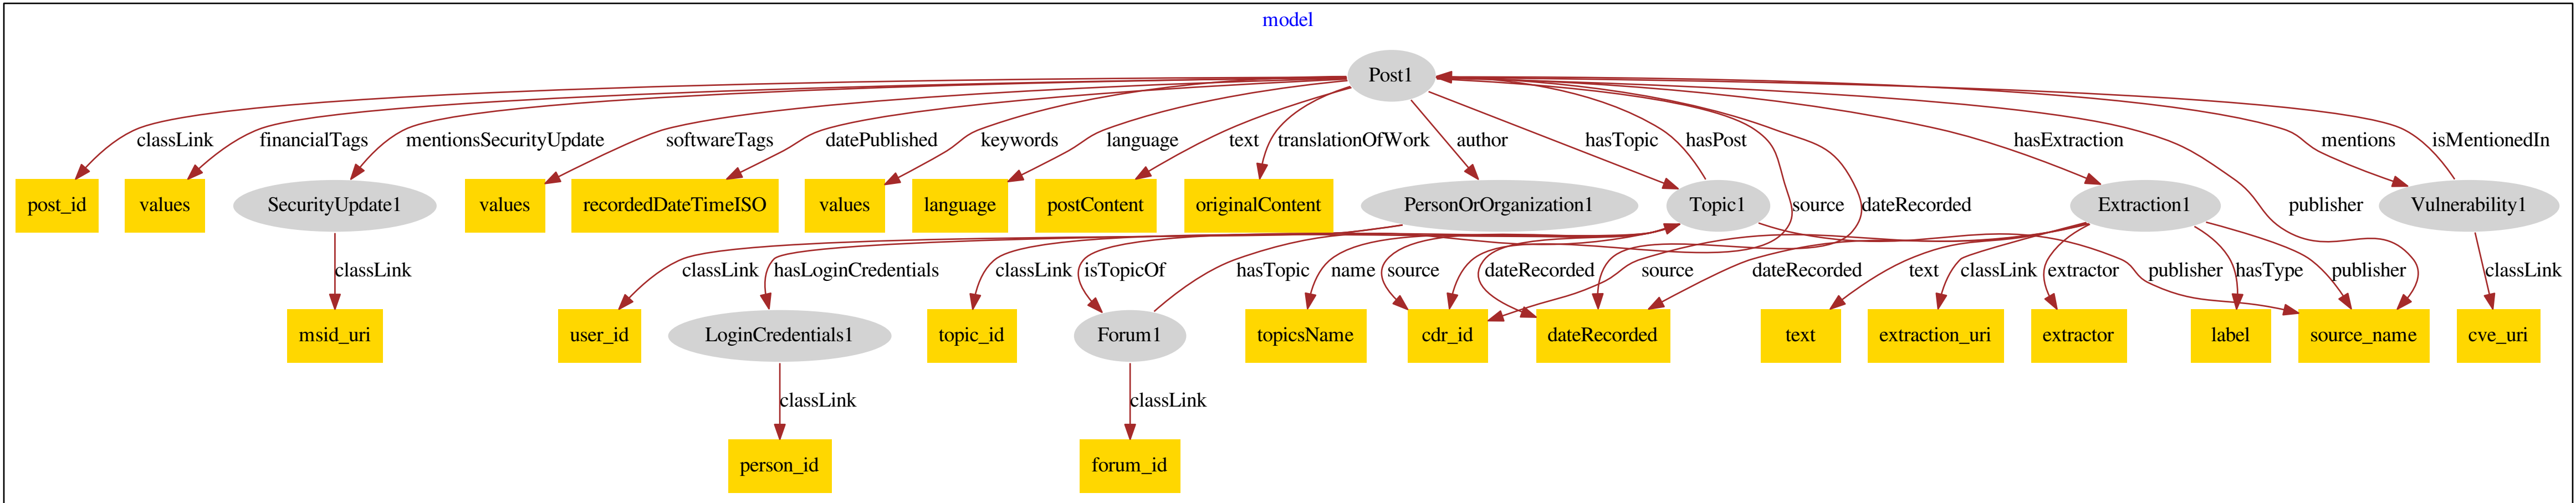 model
Post1
classLink
financialTags
mentionsSecurityUpdate
softwareTags
datePublished
keywords
language
text
translationOfWork
author
hasTopic
hasPost
hasExtraction
mentions
isMentionedIn
post_id
values
SecurityUpdate1
values
recordedDateTimeISO
values
language
postContent
originalContent
PersonOrOrganization1
Topic1
source
dateRecorded
Extraction1
publisher
Vulnerability1
classLink
classLink
hasLoginCredentials
classLink
isTopicOf
hasTopic
name
source
dateRecorded
source
dateRecorded
text
classLink
extractor
publisher
hasType
publisher
classLink
msid_uri
user_id
LoginCredentials1
topic_id
Forum1
topicsName
cdr_id
dateRecorded
text
extraction_uri
extractor
label
source_name
cve_uri
classLink
classLink
person_id
forum_id